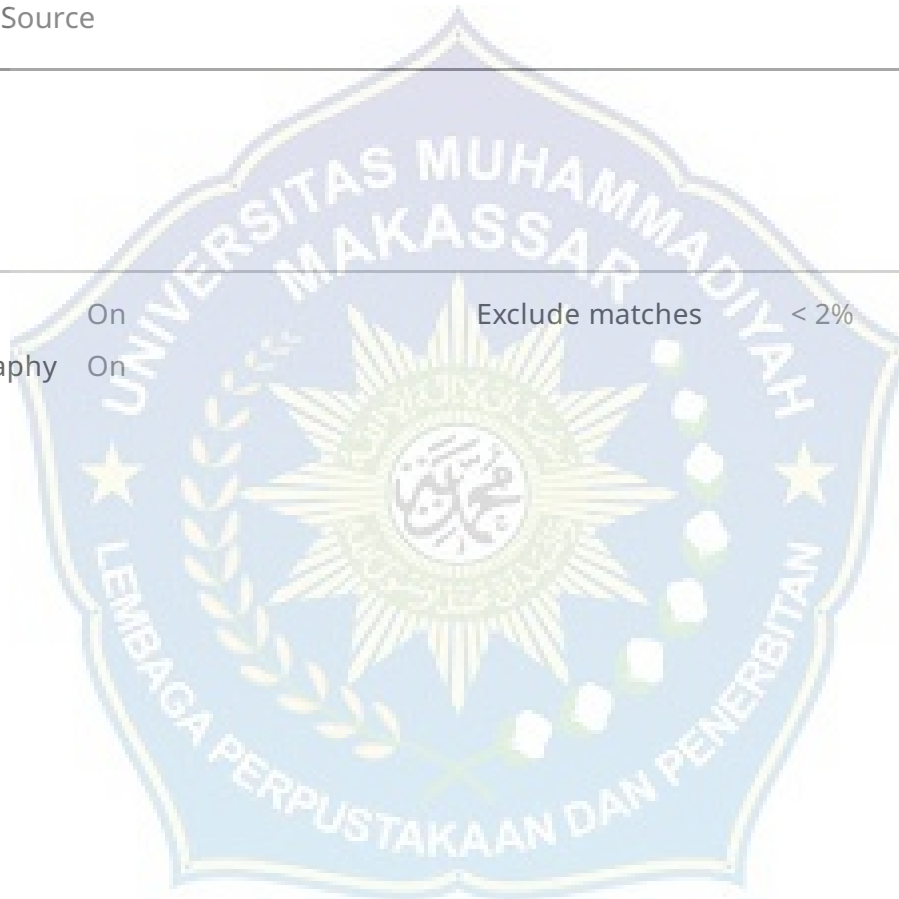 Source
UNIVERSITAS MUHAMMADIYAH
MAKASSAR
On
Exclude matches
< 2%
aphy
On
LEMBAGA PERPUSTAKAAN DAN PENERBITAN